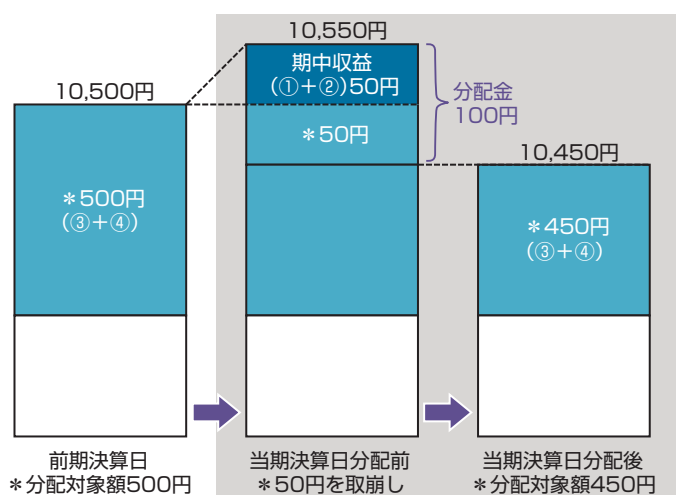 10,550円
期中収益
(①+②)50円
10,500円
分配金
100円
*50円
10,450円
*500円
(③+④)
*450円
(③+④)
前期決算日
*分配対象額500円
当期決算日分配前
*50円を取崩し
当期決算日分配後
*分配対象額450円